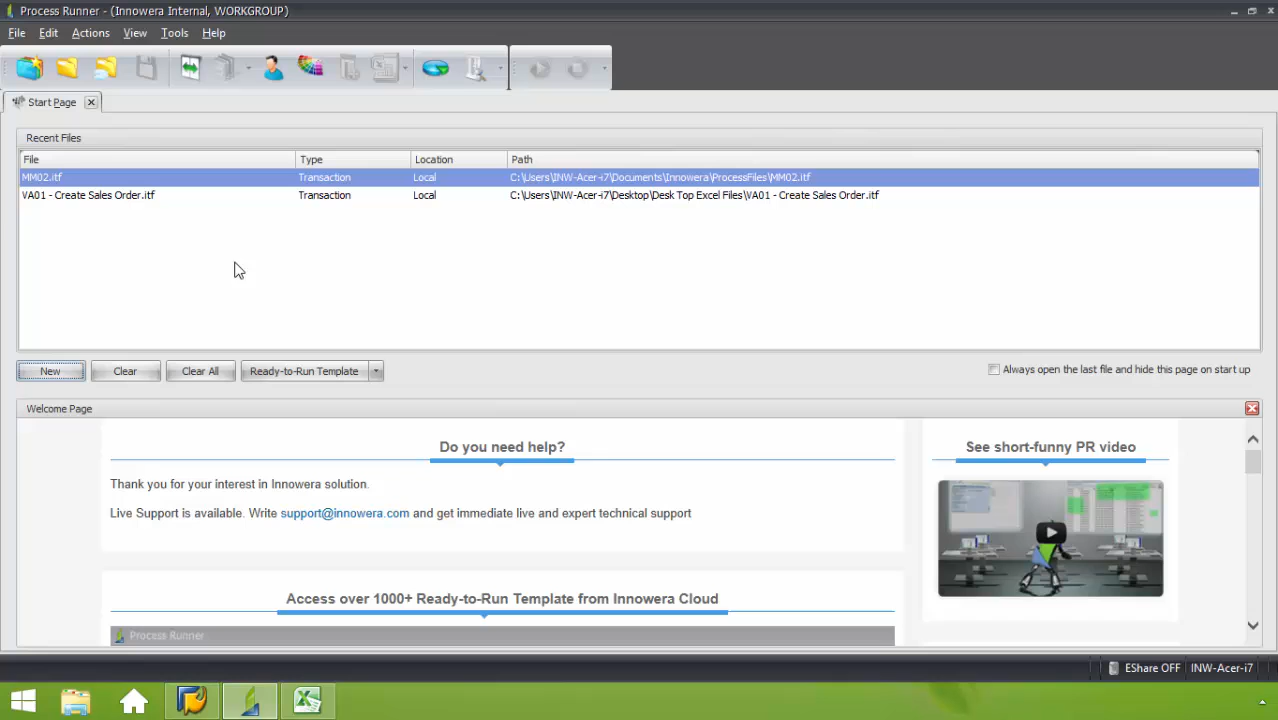 Process Runner - (Innowera Internal, WORKGROUP)
File Edit Actions View Tools Help
Start Page
Recent Files
File Type Location Path
MM02.itf Transaction Local C:\Users\INW-Acer-i7\Documents\Innowera\ProcessFiles\MM02.itf
VA01 - Create Sales Order.itf Transaction Local C:\Users\INW-Acer-i7\Desktop\Desk Top Excel Files\VA01 - Create Sales Order.itf
New Clear Clear All Ready-to-Run Template Always open the last file and hide this page on start up
Welcome Page
Do you need help?
Thank you for your interest in Innowera solution.
Live Support is available. Write support@innowera.com and get immediate live and expert technical support
See short-funny PR video
Access over 1000+ Ready-to-Run Template from Innowera Cloud
Process Runner
EShare OFF INW-Acer-i7